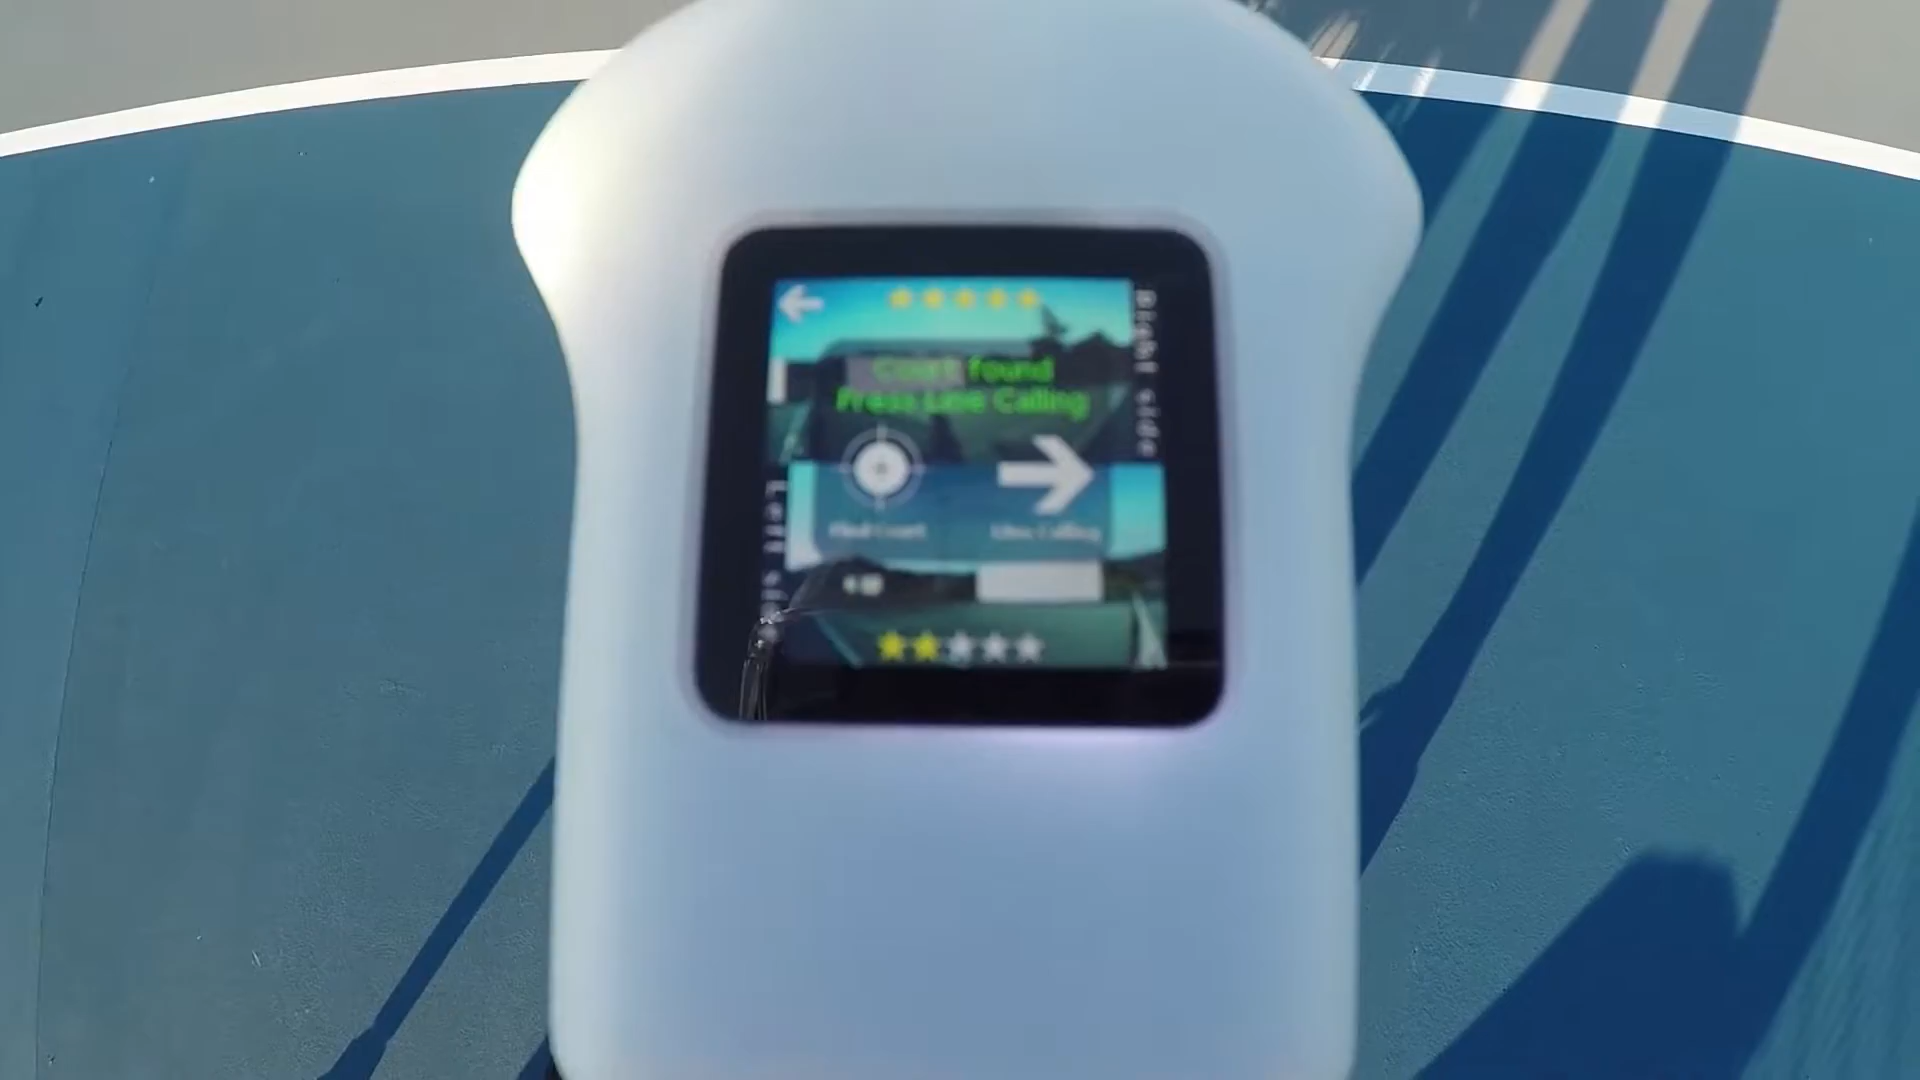 Court found
Press Line Calling
Right side
Find Court
Line Calling
Left side